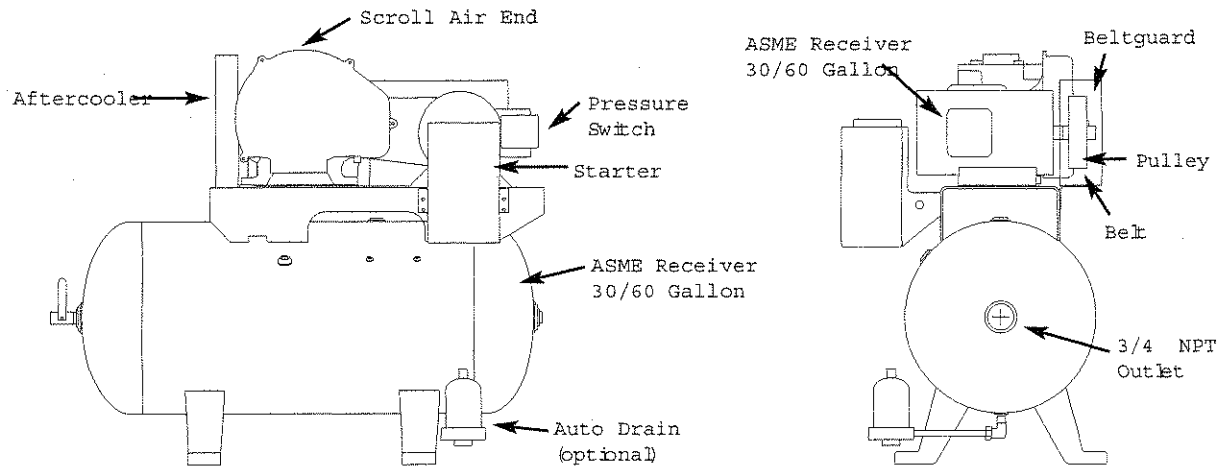 Scroll Air End
Aftercooler
Pressure
Switch
Starter
ASME Receiver
30/60 Gallon
Auto Drain
(optional)
ASME Receiver
30/60 Gallon
Beltguard
Pulley
Belt
3/4 NPT
Outlet